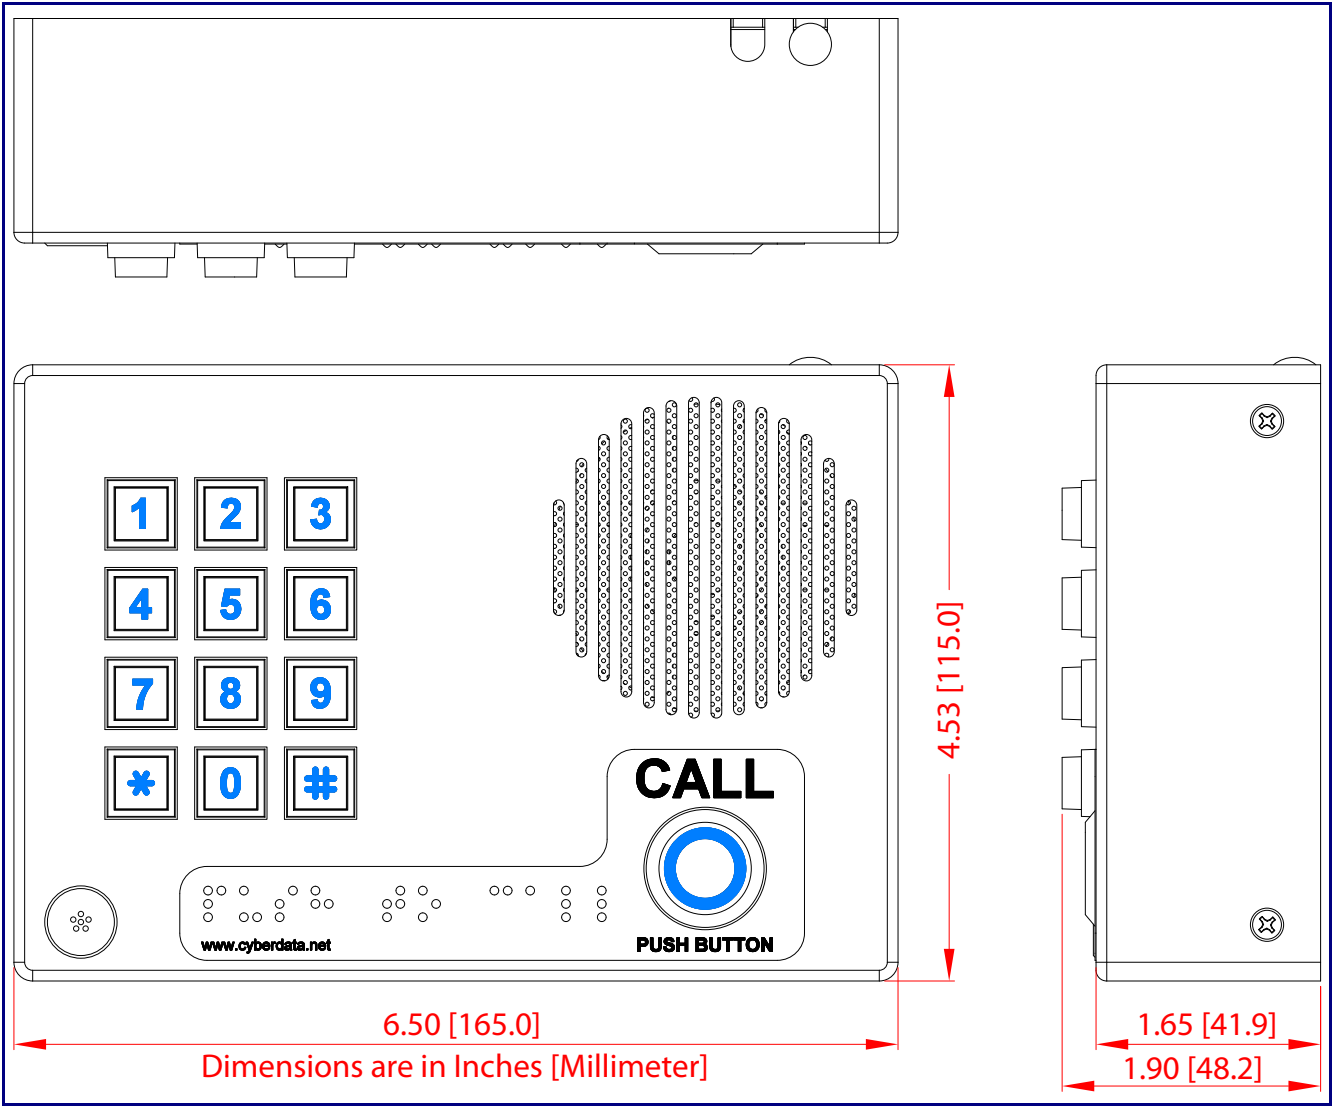 1 2 3
4 5 6
7 8 9
* 0 #
CALL
PUSH BUTTON
www.cyberdata.net
4.53 [115.0]
6.50 [165.0]
Dimensions are in Inches [Millimeter]
1.65 [41.9]
1.90 [48.2]